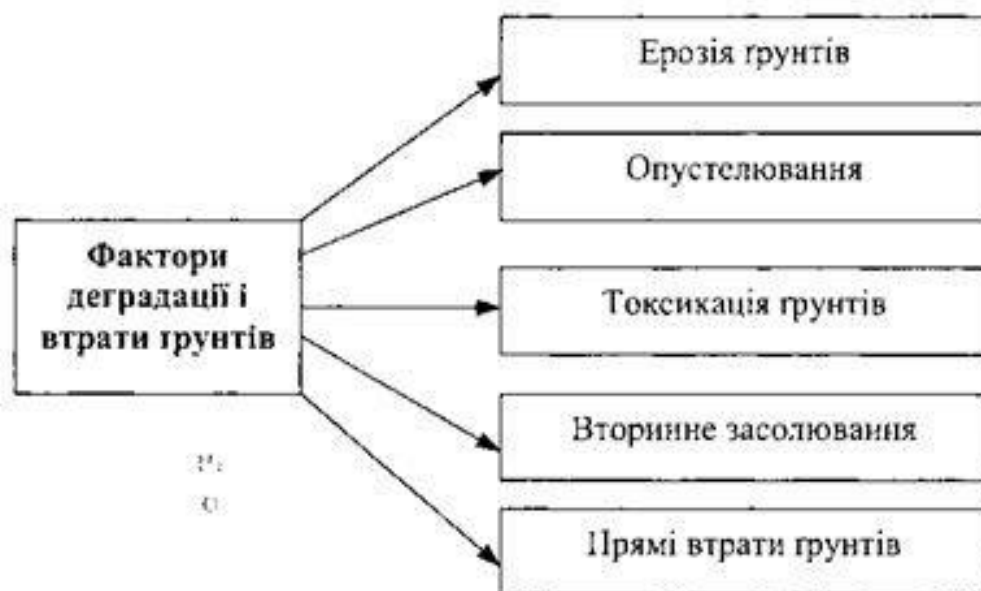 Ерозія ґрунтів
Опустелювання
Фактори
деградації і
втрати ґрунтів
Токсикація ґрунтів
Вторинне засолювання
Прямі втрати ґрунтів